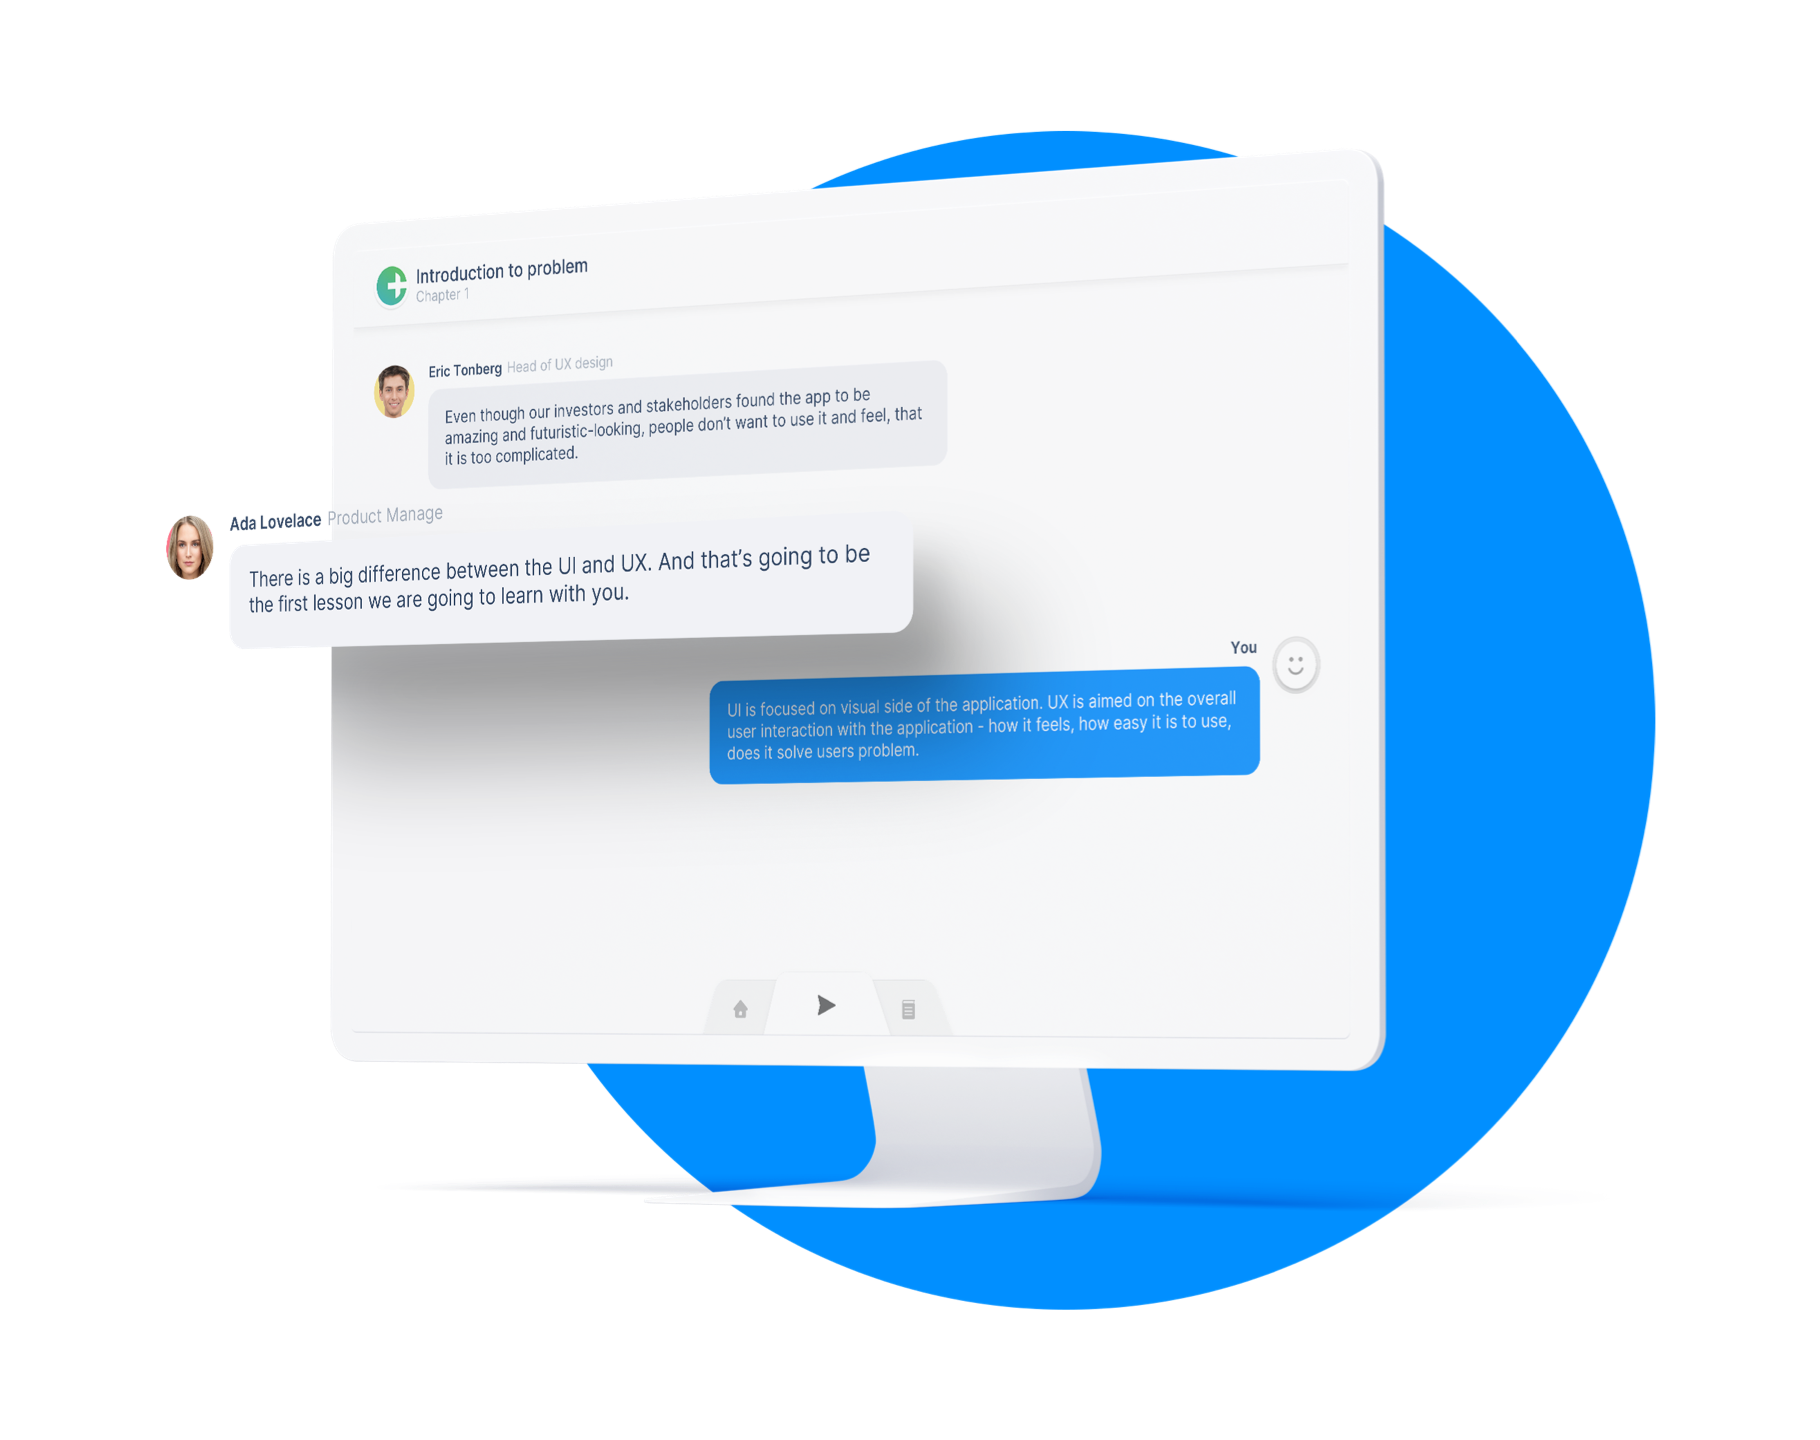 Introduction to problem
Chapter 1
Eric Tonberg Head of UX design
Even though our investors and stakeholders found the app to be
amazing and futuristic-looking, people don't want to use it and feel, that
it is too complicated.
Ada Lovelace Product Manage
There is a big difference between the UI and UX. And that's going to be
the first lesson we are going to learn with you.
You
UI is focused on visual side of the application. UX is aimed on the overall
user interaction with the application - how it feels, how easy it is to use,
does it solve users problem.